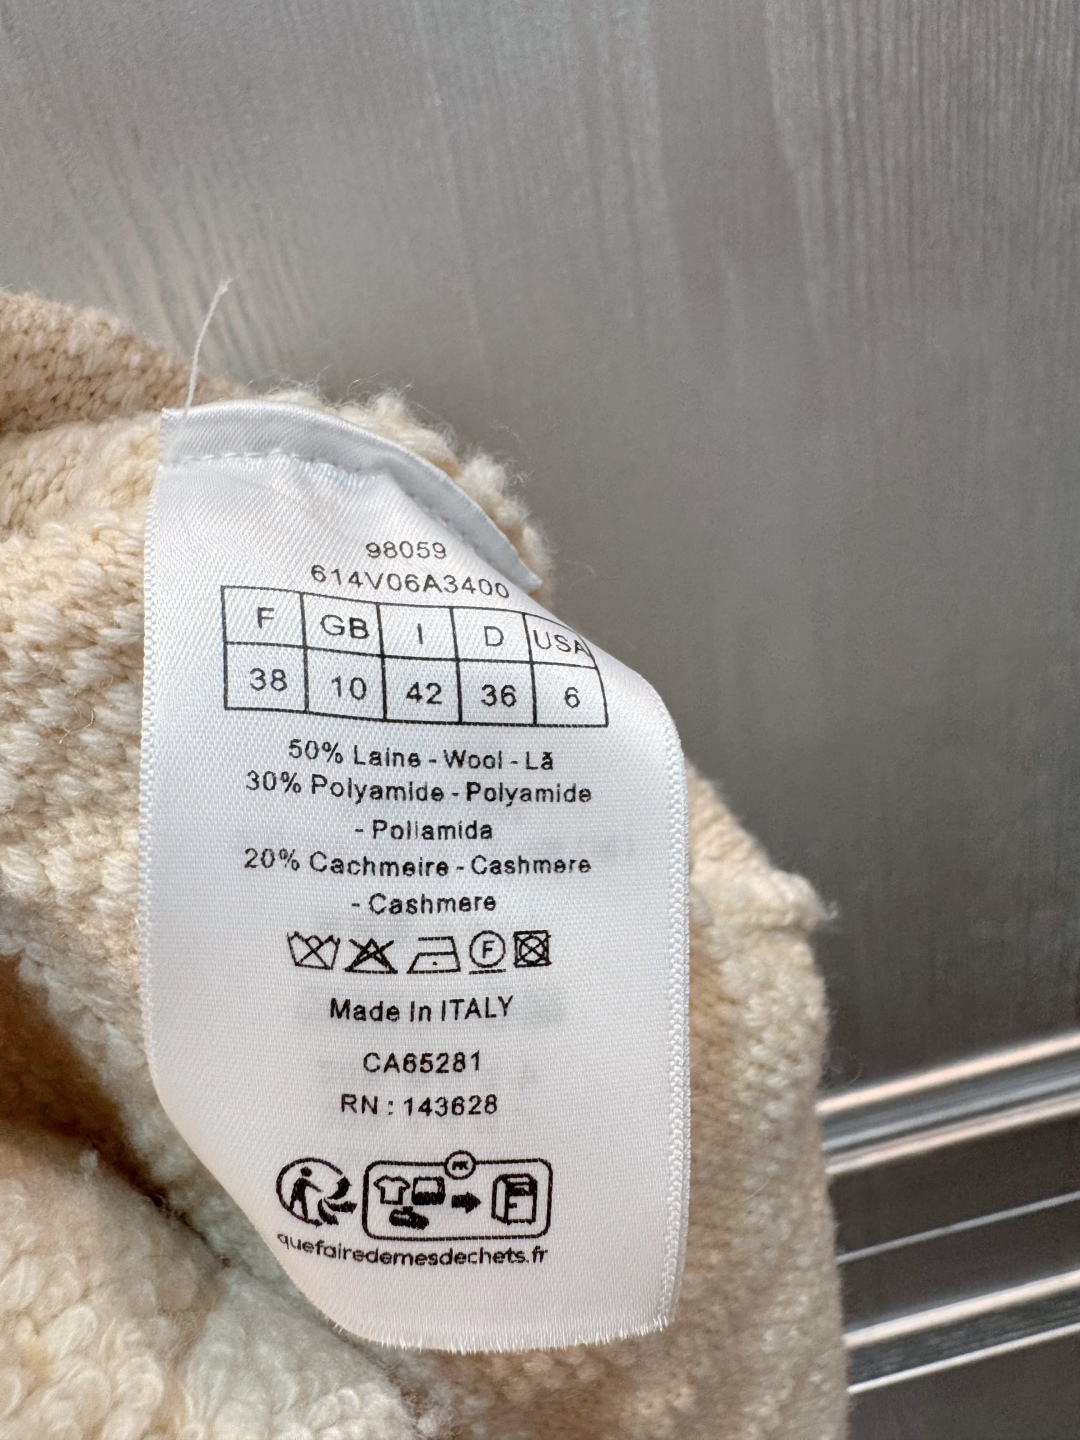 98059
614V06A3400
F GB I D USA
38 10 42 36 6
50% Laine - Wool - Lã
30% Polyamide - Polyamide
- Poliamida
20% Cachmeire - Cashmere
- Cashmere
F
Made In ITALY
CA65281
RN : 143628
FR
quefairedemesdechets.fr